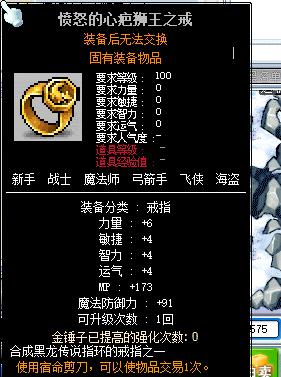 愤怒的心疤狮王之戒
装备后无法交换
固有装备物品
要求等级： 100
要求力量： 0
要求敏捷： 0
要求智力： 0
要求运气： 0
要求人气度： -
道具等级： -
道具经验值： -
新手 战士 魔法师 弓箭手 飞侠 海盗
装备分类 ： 戒指
力量 ： +6
敏捷 ： +4
智力 ： +4
运气 ： +4
MP ： +173
魔法防御力 ： +91
可升级次数 ： 1回
金锤子已提高的强化次数: 0
合成黑龙传说指环的戒指之一
使用宿命剪刀，可以使物品交易1次。
575